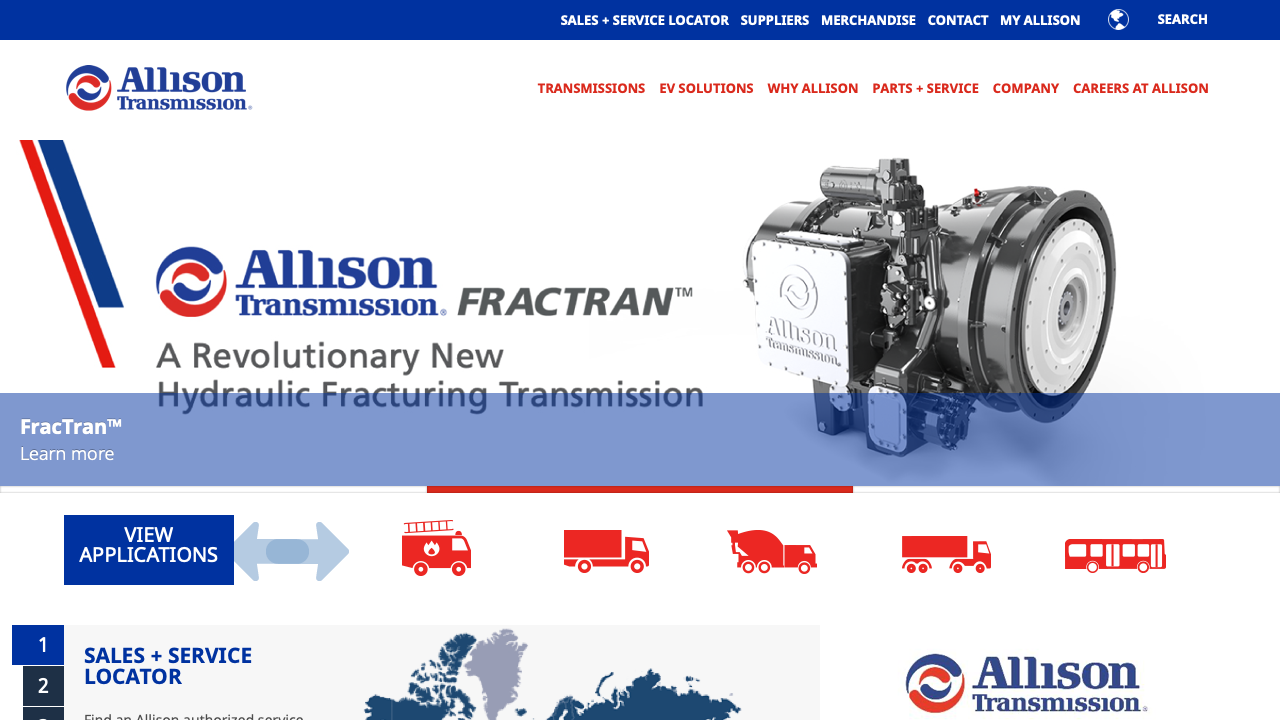 SALES + SERVICE LOCATOR SUPPLIERS MERCHANDISE CONTACT MY ALLISON SEARCH
Allison
Transmission®
TRANSMISSIONS EV SOLUTIONS WHY ALLISON PARTS + SERVICE COMPANY CAREERS AT ALLISON
Allison
Transmission® FRACTRAN™
A Revolutionary New
Hydraulic Fracturing Transmission
Allison
Transmission
FracTran™
Learn more
VIEW
APPLICATIONS
1
SALES + SERVICE
LOCATOR
2
Find an Allison authorized service
Allison
Transmission®